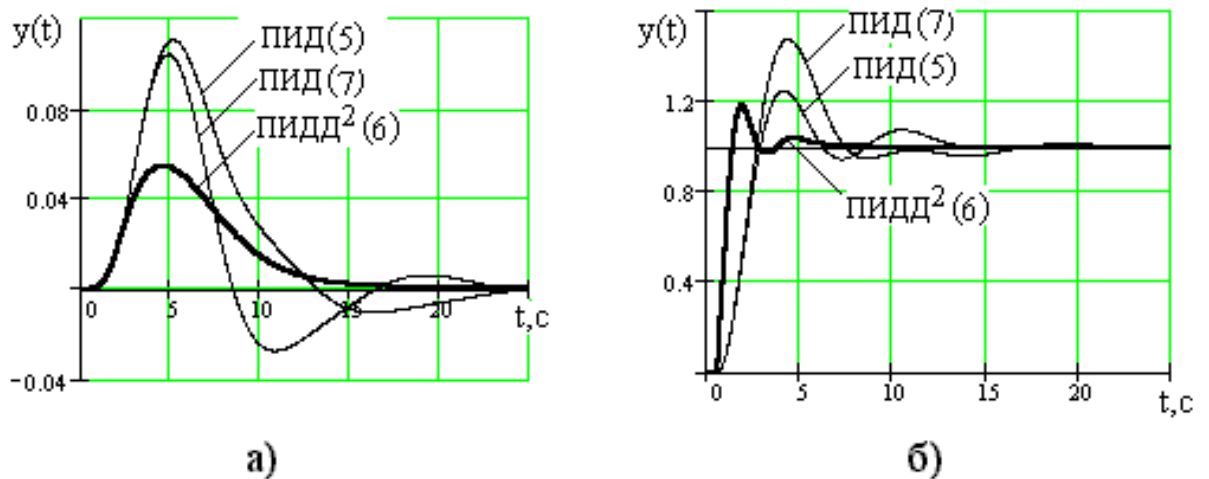 y(t)
ПИД(5)
ПИД(7)
ПИДД² (6)
0.08
0.04
0
5
10
15
20
t,c
−0.04
а)
y(t)
ПИД(7)
ПИД(5)
1.2
0.8
ПИДД² (6)
0.4
0
5
10
15
20
t,c
б)